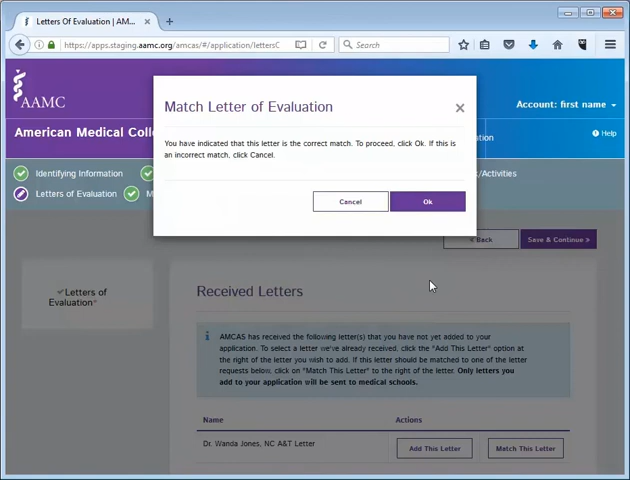 Letters Of Evaluation | AM...
https://apps.staging.aamc.org/amcas/#/application/lettersC
Search
AAMC
Account: first name
American Medical Coll
ation
Help
Match Letter of Evaluation
You have indicated that this letter is the correct match. To proceed, click Ok. If this is
an incorrect match, click Cancel.
Cancel
Ok
Identifying Information
k/Activities
Letters of Evaluation
M
< Back
Save & Continue >
Letters of
Evaluation*
Received Letters
AMCAS has received the following letter(s) that you have not yet added to your
application. To select a letter we've already received, click the "Add This Letter" option at
the right of the letter you wish to add. If this letter should be matched to one of the letter
requests below, click on "Match This Letter" to the right of the letter. Only letters you
add to your application will be sent to medical schools.
Name
Actions
Dr. Wanda Jones, NC A&T Letter
Add This Letter
Match This Letter